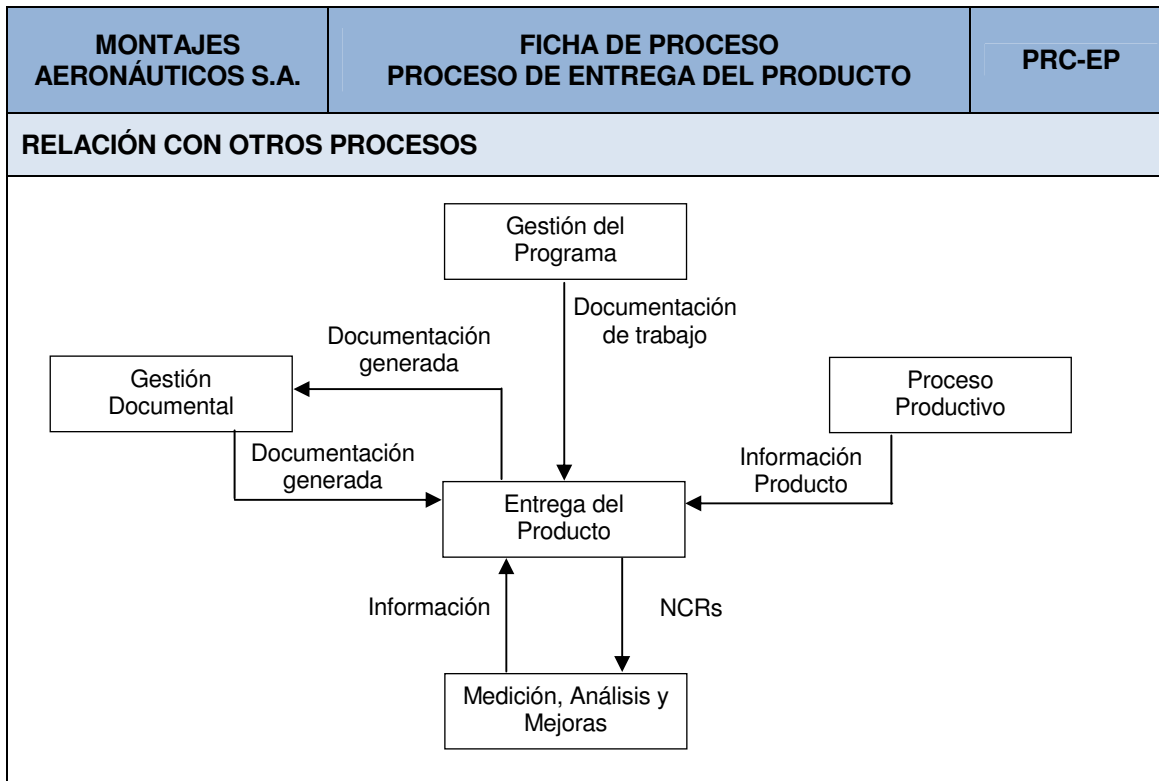 MONTAJES
AERONÁUTICOS S.A.
FICHA DE PROCESO
PROCESO DE ENTREGA DEL PRODUCTO
PRC-EP
RELACIÓN CON OTROS PROCESOS
Gestión del
Programa
Documentación
de trabajo
Documentación
generada
Gestión
Documental
Proceso
Productivo
Documentación
generada
Información
Producto
Entrega del
Producto
Información
NCRs
Medición, Análisis y
Mejoras